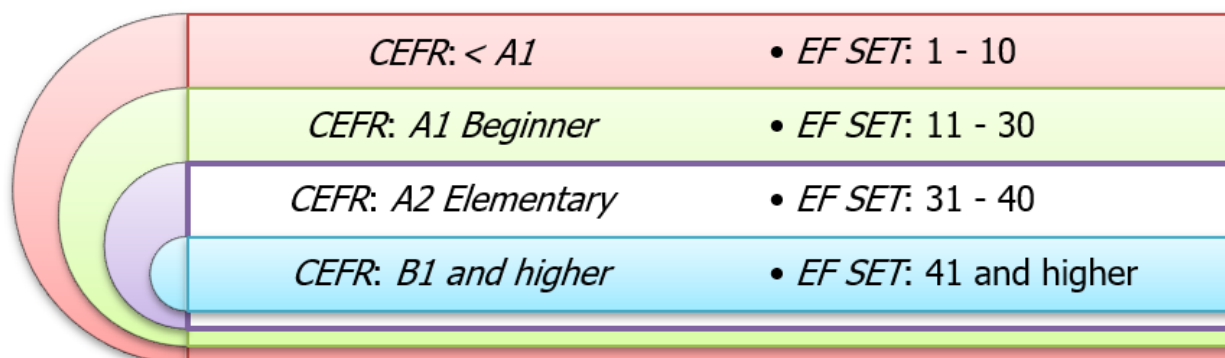 CEFR: < A1 • EF SET: 1 - 10
CEFR: A1 Beginner • EF SET: 11 - 30
CEFR: A2 Elementary • EF SET: 31 - 40
CEFR: B1 and higher • EF SET: 41 and higher